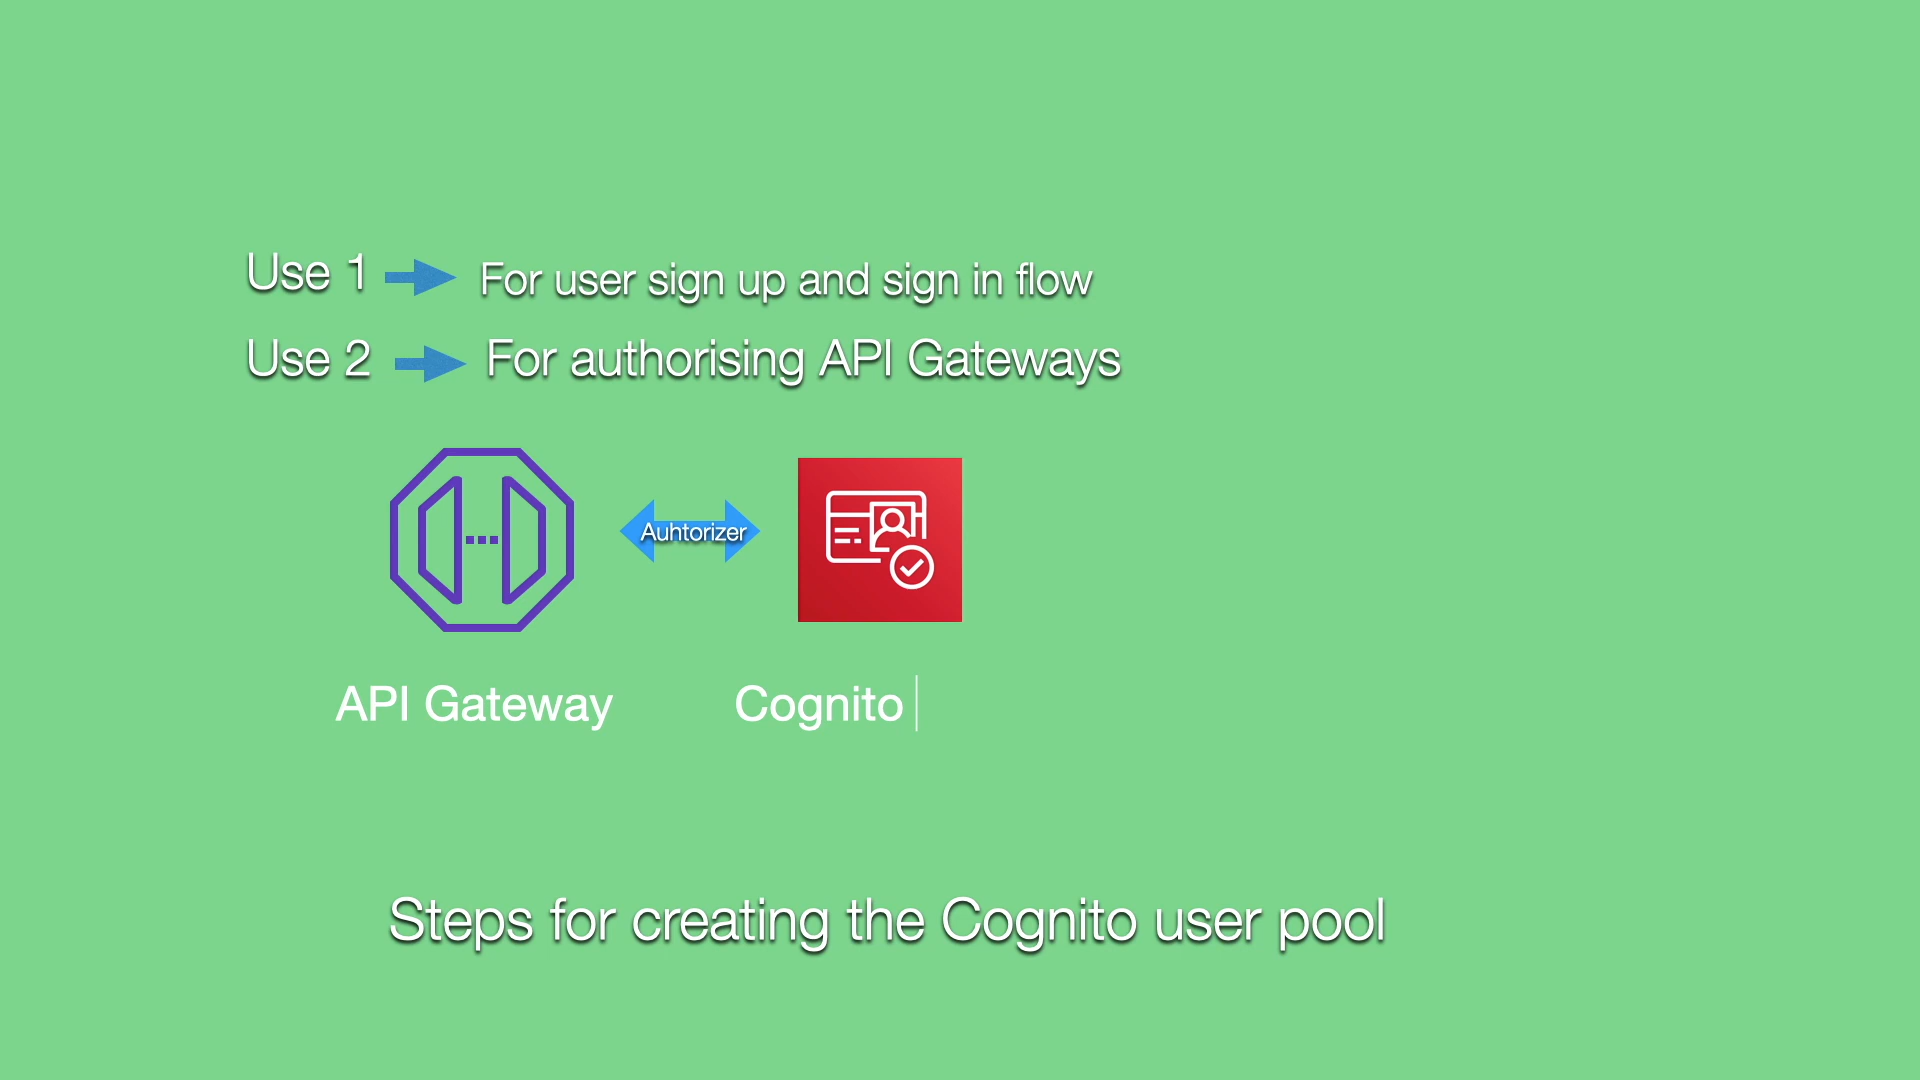 Use 1
For user sign up and sign in flow
Use 2
For authorising API Gateways
Auhtorizer
API Gateway
Cognito
Steps for creating the Cognito user pool